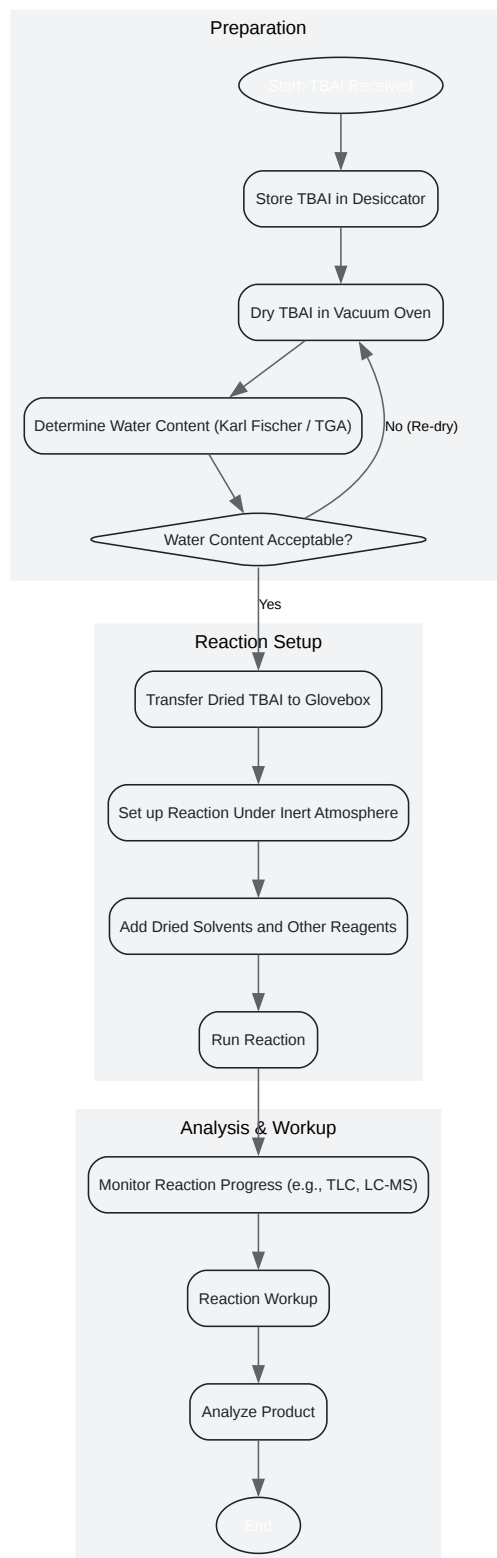 Preparation
Start: TBAI Received
Store TBAI in Desiccator
Dry TBAI in Vacuum Oven
Determine Water Content (Karl Fischer / TGA)
No (Re-dry)
Water Content Acceptable?
Yes
Reaction Setup
Transfer Dried TBAI to Glovebox
Set up Reaction Under Inert Atmosphere
Add Dried Solvents and Other Reagents
Run Reaction
Analysis & Workup
Monitor Reaction Progress (e.g., TLC, LC-MS)
Reaction Workup
Analyze Product
End